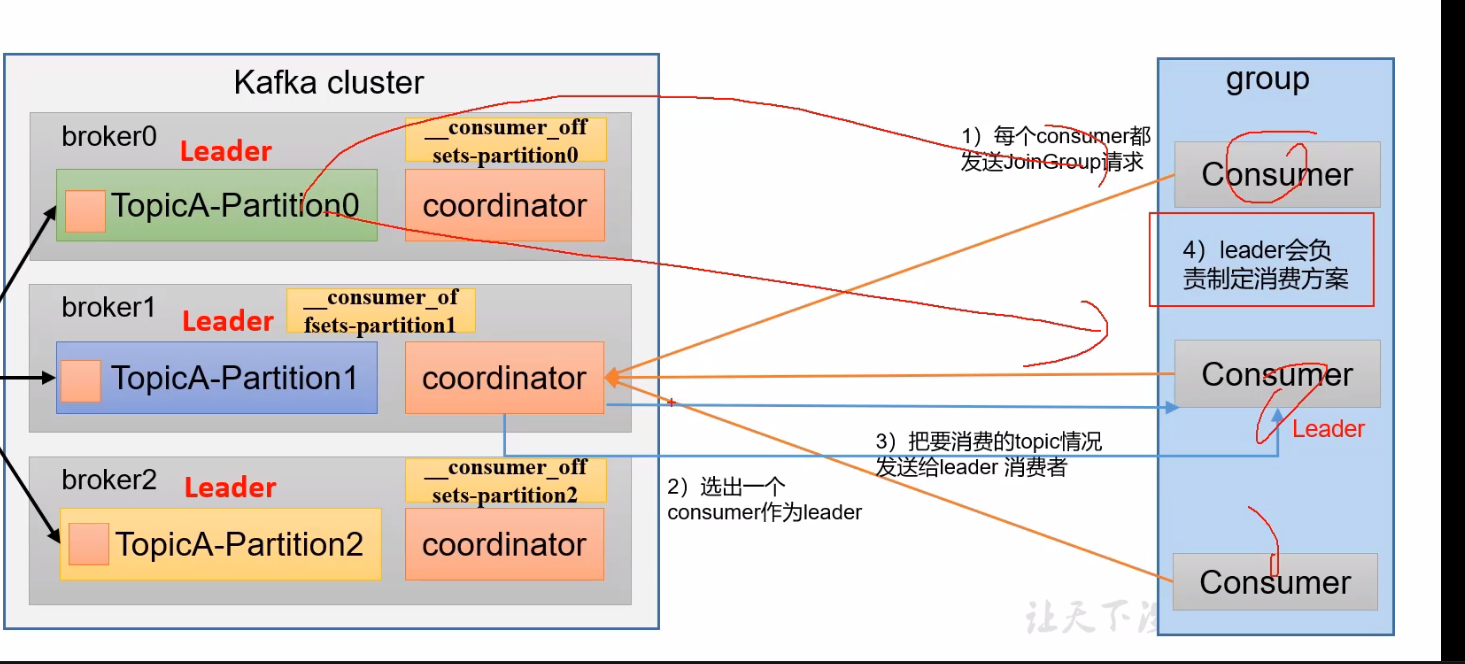 Kafka cluster
group
broker0
Leader
__consumer_off
sets-partition0
TopicA-Partition0
coordinator
1）每个consumer都
发送JoinGroup请求
Consumer
4）leader会负
责制定消费方案
broker1
Leader
__consumer_of
fsets-partition1
TopicA-Partition1
coordinator
Consumer
Leader
3）把要消费的topic情况
发送给leader 消费者
broker2
Leader
__consumer_off
sets-partition2
TopicA-Partition2
coordinator
2）选出一个
consumer作为leader
Consumer
让天下没